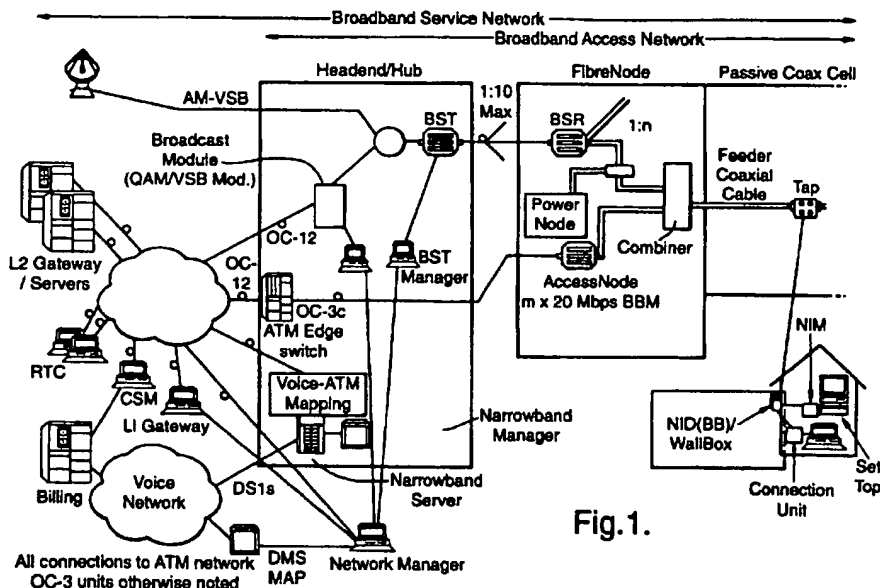 Broadband Service Network
Broadband Access Network
Headend/Hub
FibreNode
Passive Coax Cell
AM-VSB
1:10
Max
BST
BSR
1:n
Broadcast
Module
(QAM/VSB Mod.)
Feeder
Coaxial
Cable
Tap
Power
Node
Combiner
OC-12
BST
Manager
L2 Gateway
/ Servers
OC-
12
OC-3c
ATM Edge
switch
AccessNode
m x 20 Mbps BBM
NIM
RTC
CSM
LI Gateway
Voice-ATM
Mapping
Narrowband
Manager
NID(BB)/
WallBox
Set
Top
Billing
Voice
Network
DS1s
Narrowband
Server
Connection
Unit
Fig.1.
DMS
MAP
Network Manager
All connections to ATM network
OC-3 units otherwise noted